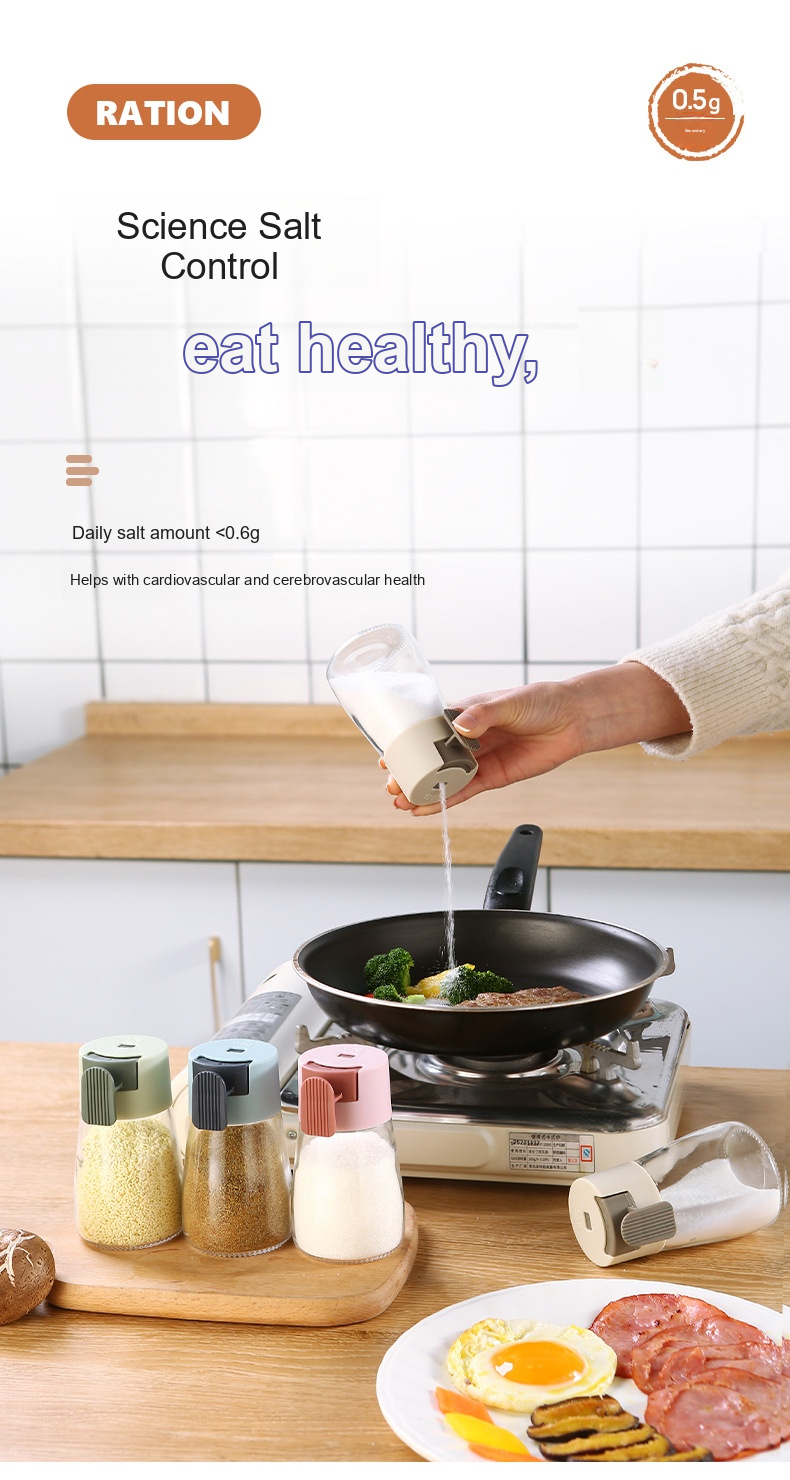 RATION
0.5g
Secondary
Science Salt
Control
eat healthy,
Daily salt amount <0.6g
Helps with cardiovascular and cerebrovascular health